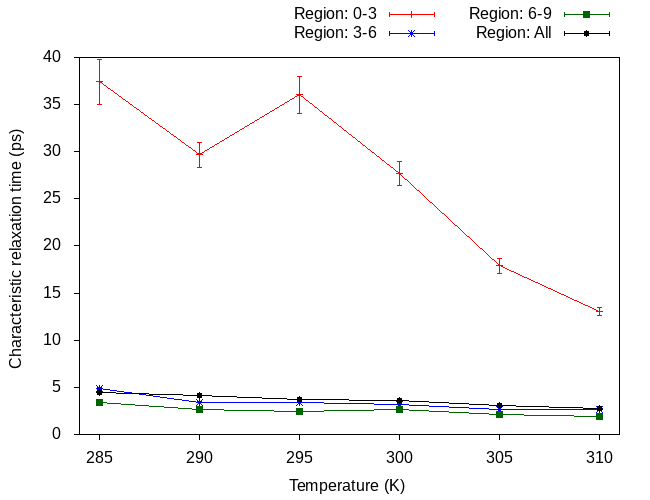 Region: 0-3 Region: 6-9
Region: 3-6 Region: All
40
35
30
25
20
15
10
5
0
Characteristic relaxation time (ps)
285 290 295 300 305 310
Temperature (K)